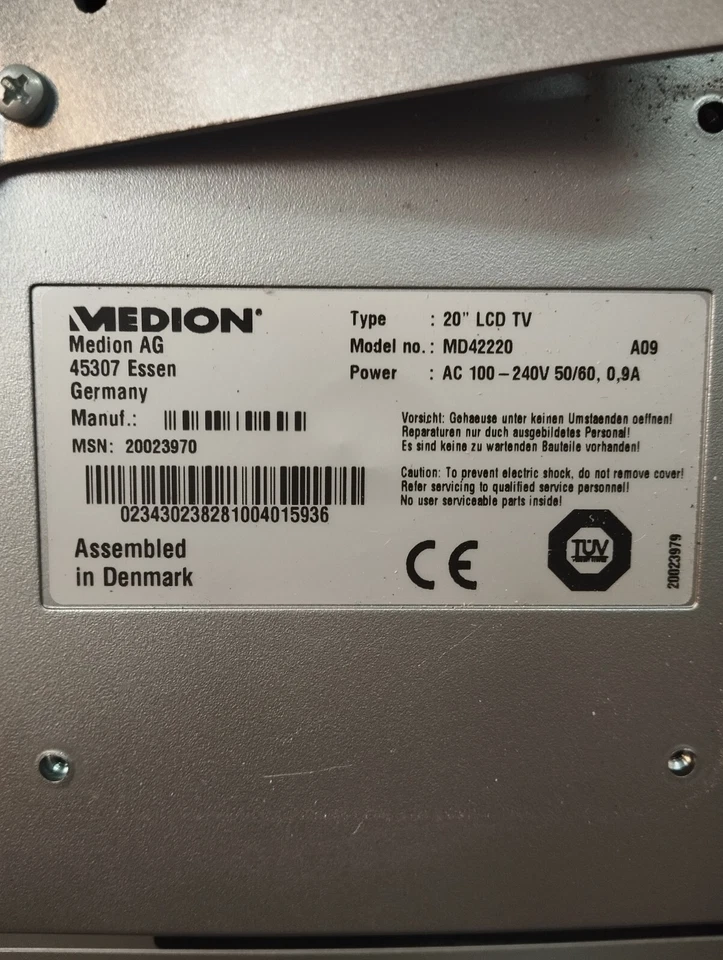 MEDION®
Medion AG
45307 Essen
Germany
Manuf.:
MSN: 20023970
023430238281004015936
Assembled
in Denmark
Type : 20" LCD TV
Model no. : MD42220 A09
Power : AC 100-240V 50/60, 0,9A
Vorsicht: Gehaeuse unter keinen Umstaenden oeffnen!
Reparaturen nur duch ausgebildetes Personal!
Es sind keine zu wartenden Bauteile vorhanden!
Caution: To prevent electric shock, do not remove cover!
Refer servicing to qualified service personnel!
No user serviceable parts inside!
CE
TÜV
20023979